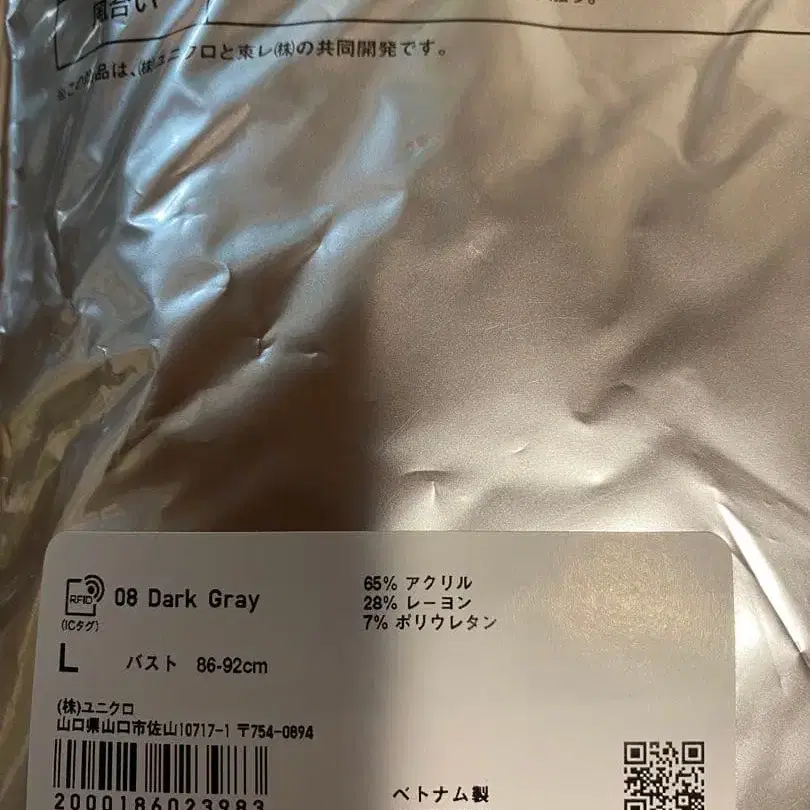 風合い
※この商品は、(株)ユニクロと東レ(株)の共同開発です。
RFID
(ICタグ)
08 Dark Gray
L
バスト 86-92cm
(株)ユニクロ
山口県山口市佐山10717-1 〒754-0894
2000186023983
65% アクリル
28% レーヨン
7% ポリウレタン
ベトナム製